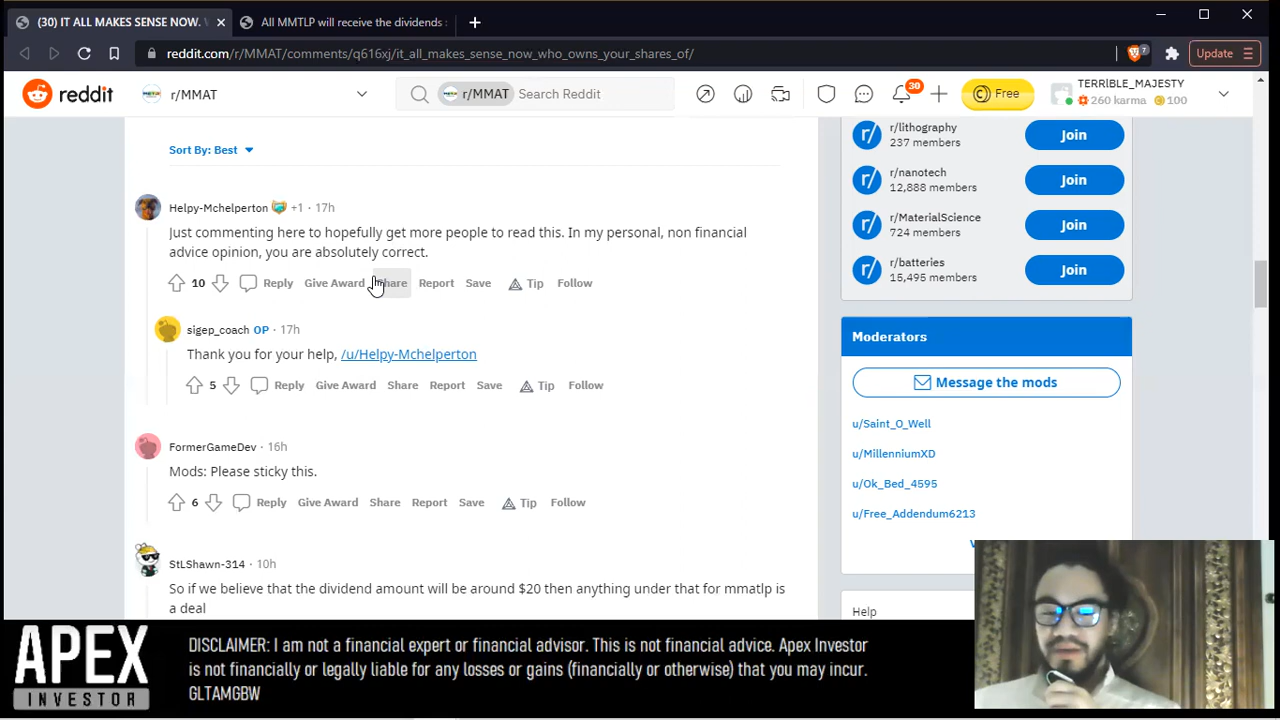 (30) IT ALL MAKES SENSE NOW.
All MMTLP will receive the dividends
reddit.com/r/MMAT/comments/q616xj/it_all_makes_sense_now_who_owns_your_shares_of/
7
Update
reddit
r/MMAT
r/MMAT
Search Reddit
30
Free
TERRIBLE_MAJESTY
260 karma
100
Sort By: Best
Helpy-Mchelperton +1 · 17h
Just commenting here to hopefully get more people to read this. In my personal, non financial
advice opinion, you are absolutely correct.
10 Reply Give Award Share Report Save Tip Follow
sigep_coach OP · 17h
Thank you for your help, /u/Helpy-Mchelperton
5 Reply Give Award Share Report Save Tip Follow
FormerGameDev · 16h
Mods: Please sticky this.
6 Reply Give Award Share Report Save Tip Follow
StLShawn-314 · 10h
So if we believe that the dividend amount will be around $20 then anything under that for mmatlp is
a deal
r/ r/lithography
237 members
Join
r/ r/nanotech
12,888 members
Join
r/ r/MaterialScience
724 members
Join
r/ r/batteries
15,495 members
Join
Moderators
Message the mods
u/Saint_O_Well
u/MillenniumXD
u/Ok_Bed_4595
u/Free_Addendum6213
Help
APEX
INVESTOR
DISCLAIMER: I am not a financial expert or financial advisor. This is not financial advice. Apex Investor
is not financially or legally liable for any losses or gains (financially or otherwise) that you may incur.
GLTAMGBW